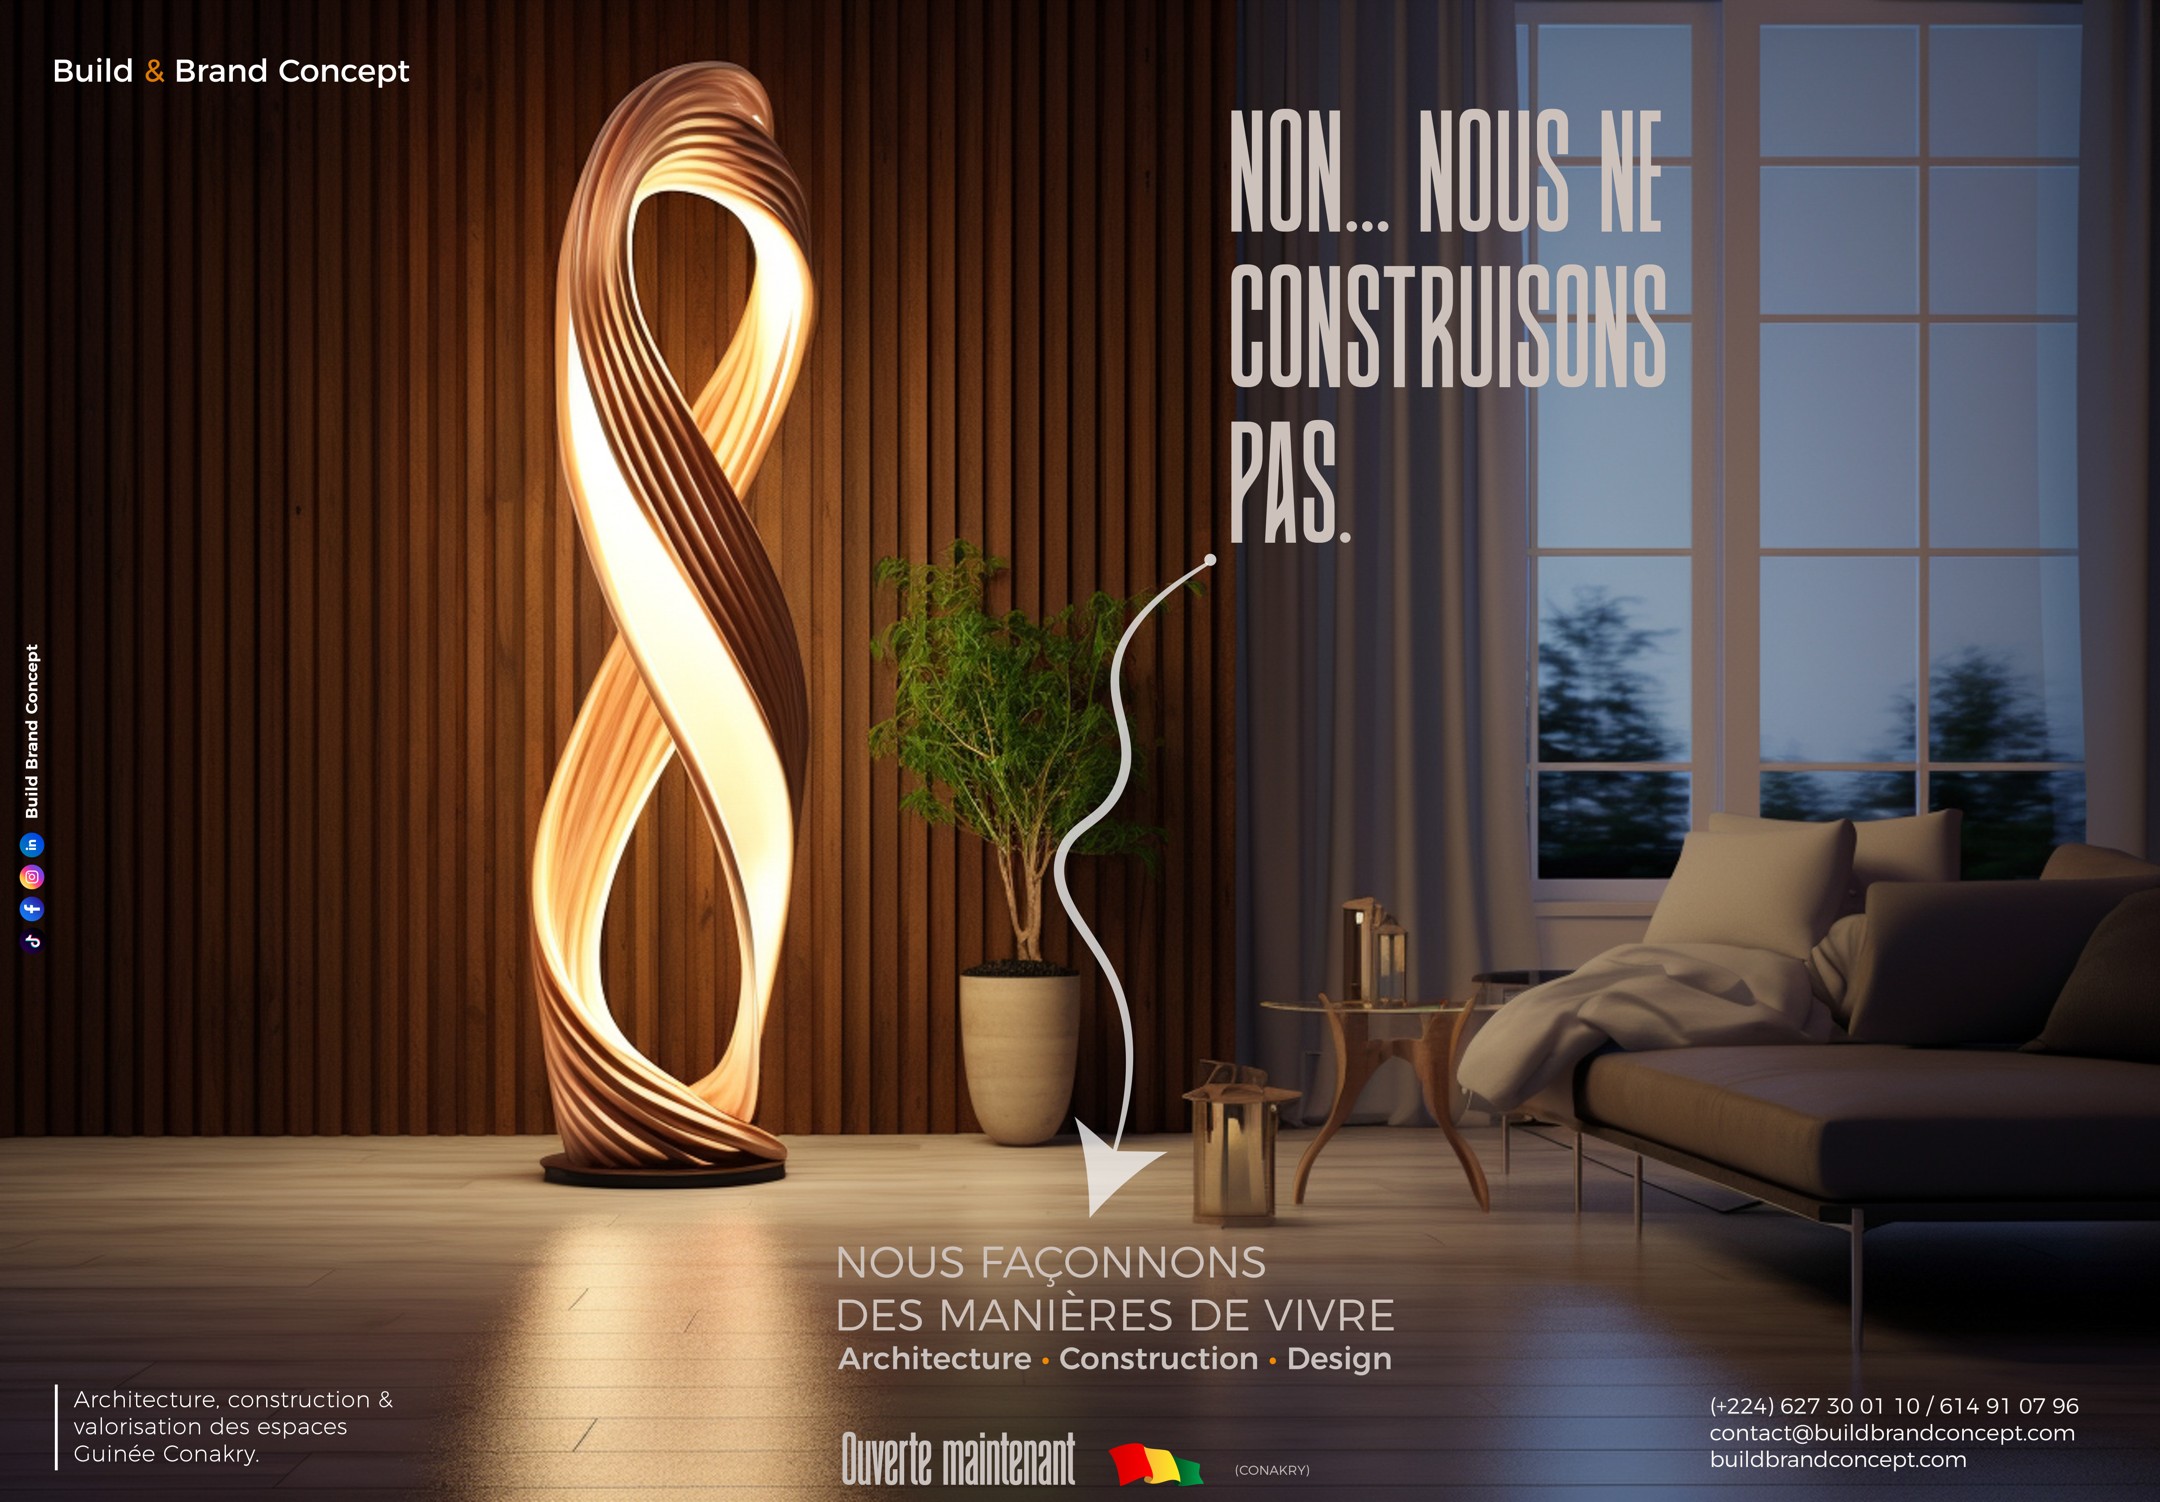 Build & Brand Concept
NON... NOUS NE
CONSTRUISONS
PAS.
Build Brand Concept
NOUS FAÇONNONS
DES MANIÈRES DE VIVRE
Architecture • Construction • Design
Architecture, construction &
valorisation des espaces
Guinée Conakry.
Ouverte maintenant
(CONAKRY)
(+224) 627 30 01 10 / 614 91 07 96
contact@buildbrandconcept.com
buildbrandconcept.com